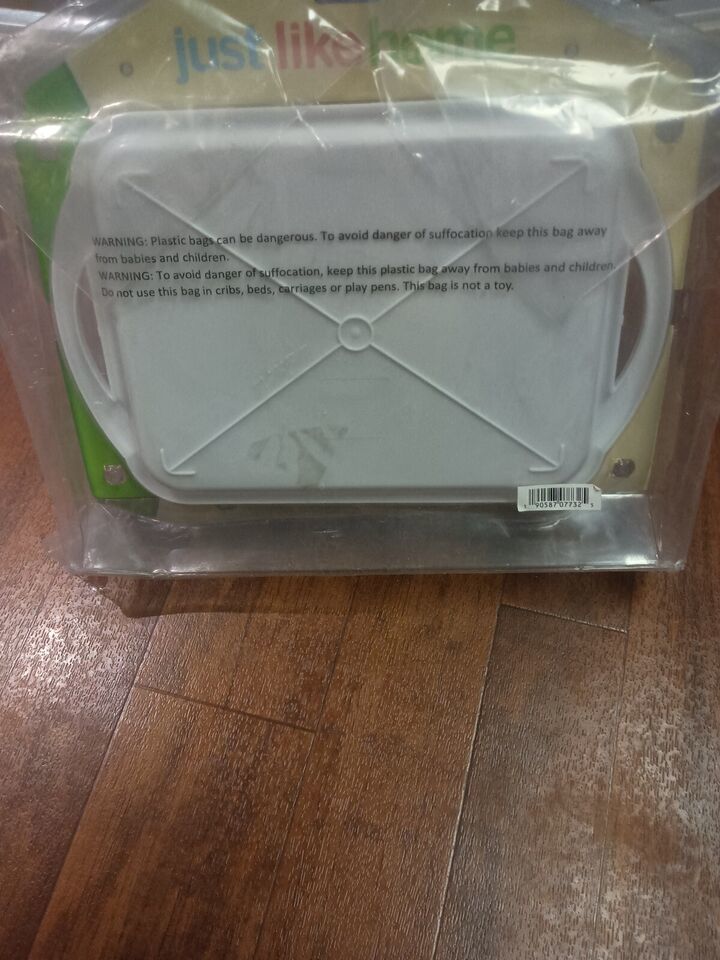 just like home
WARNING: Plastic bags can be dangerous. To avoid danger of suffocation keep this bag away
from babies and children.
WARNING: To avoid danger of suffocation, keep this plastic bag away from babies and children.
Do not use this bag in cribs, beds, carriages or play pens. This bag is not a toy.
90587 07732